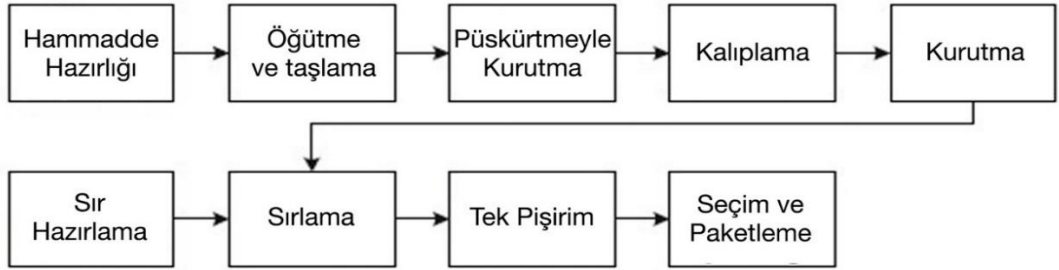 Hammadde
Hazırlığı
Öğütme
ve taşlama
Püskürtmeyle
Kurutma
Kalıplama
Kurutma
Sır
Hazırlama
Sırlama
Tek Pişirim
Seçim ve
Paketleme